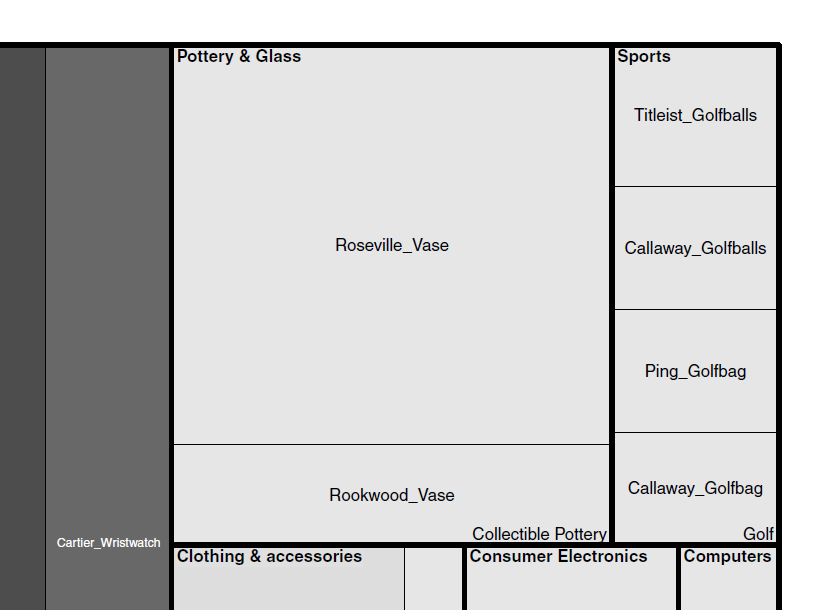 Pottery & Glass
Sports
Titleist_Golfballs
Roseville_Vase
Callaway_Golfballs
Ping_Golfbag
Callaway_Golfbag
Rookwood_Vase
Collectible Pottery
Golf
Cartier_Wristwatch
Clothing & accessories
Consumer Electronics
Computers